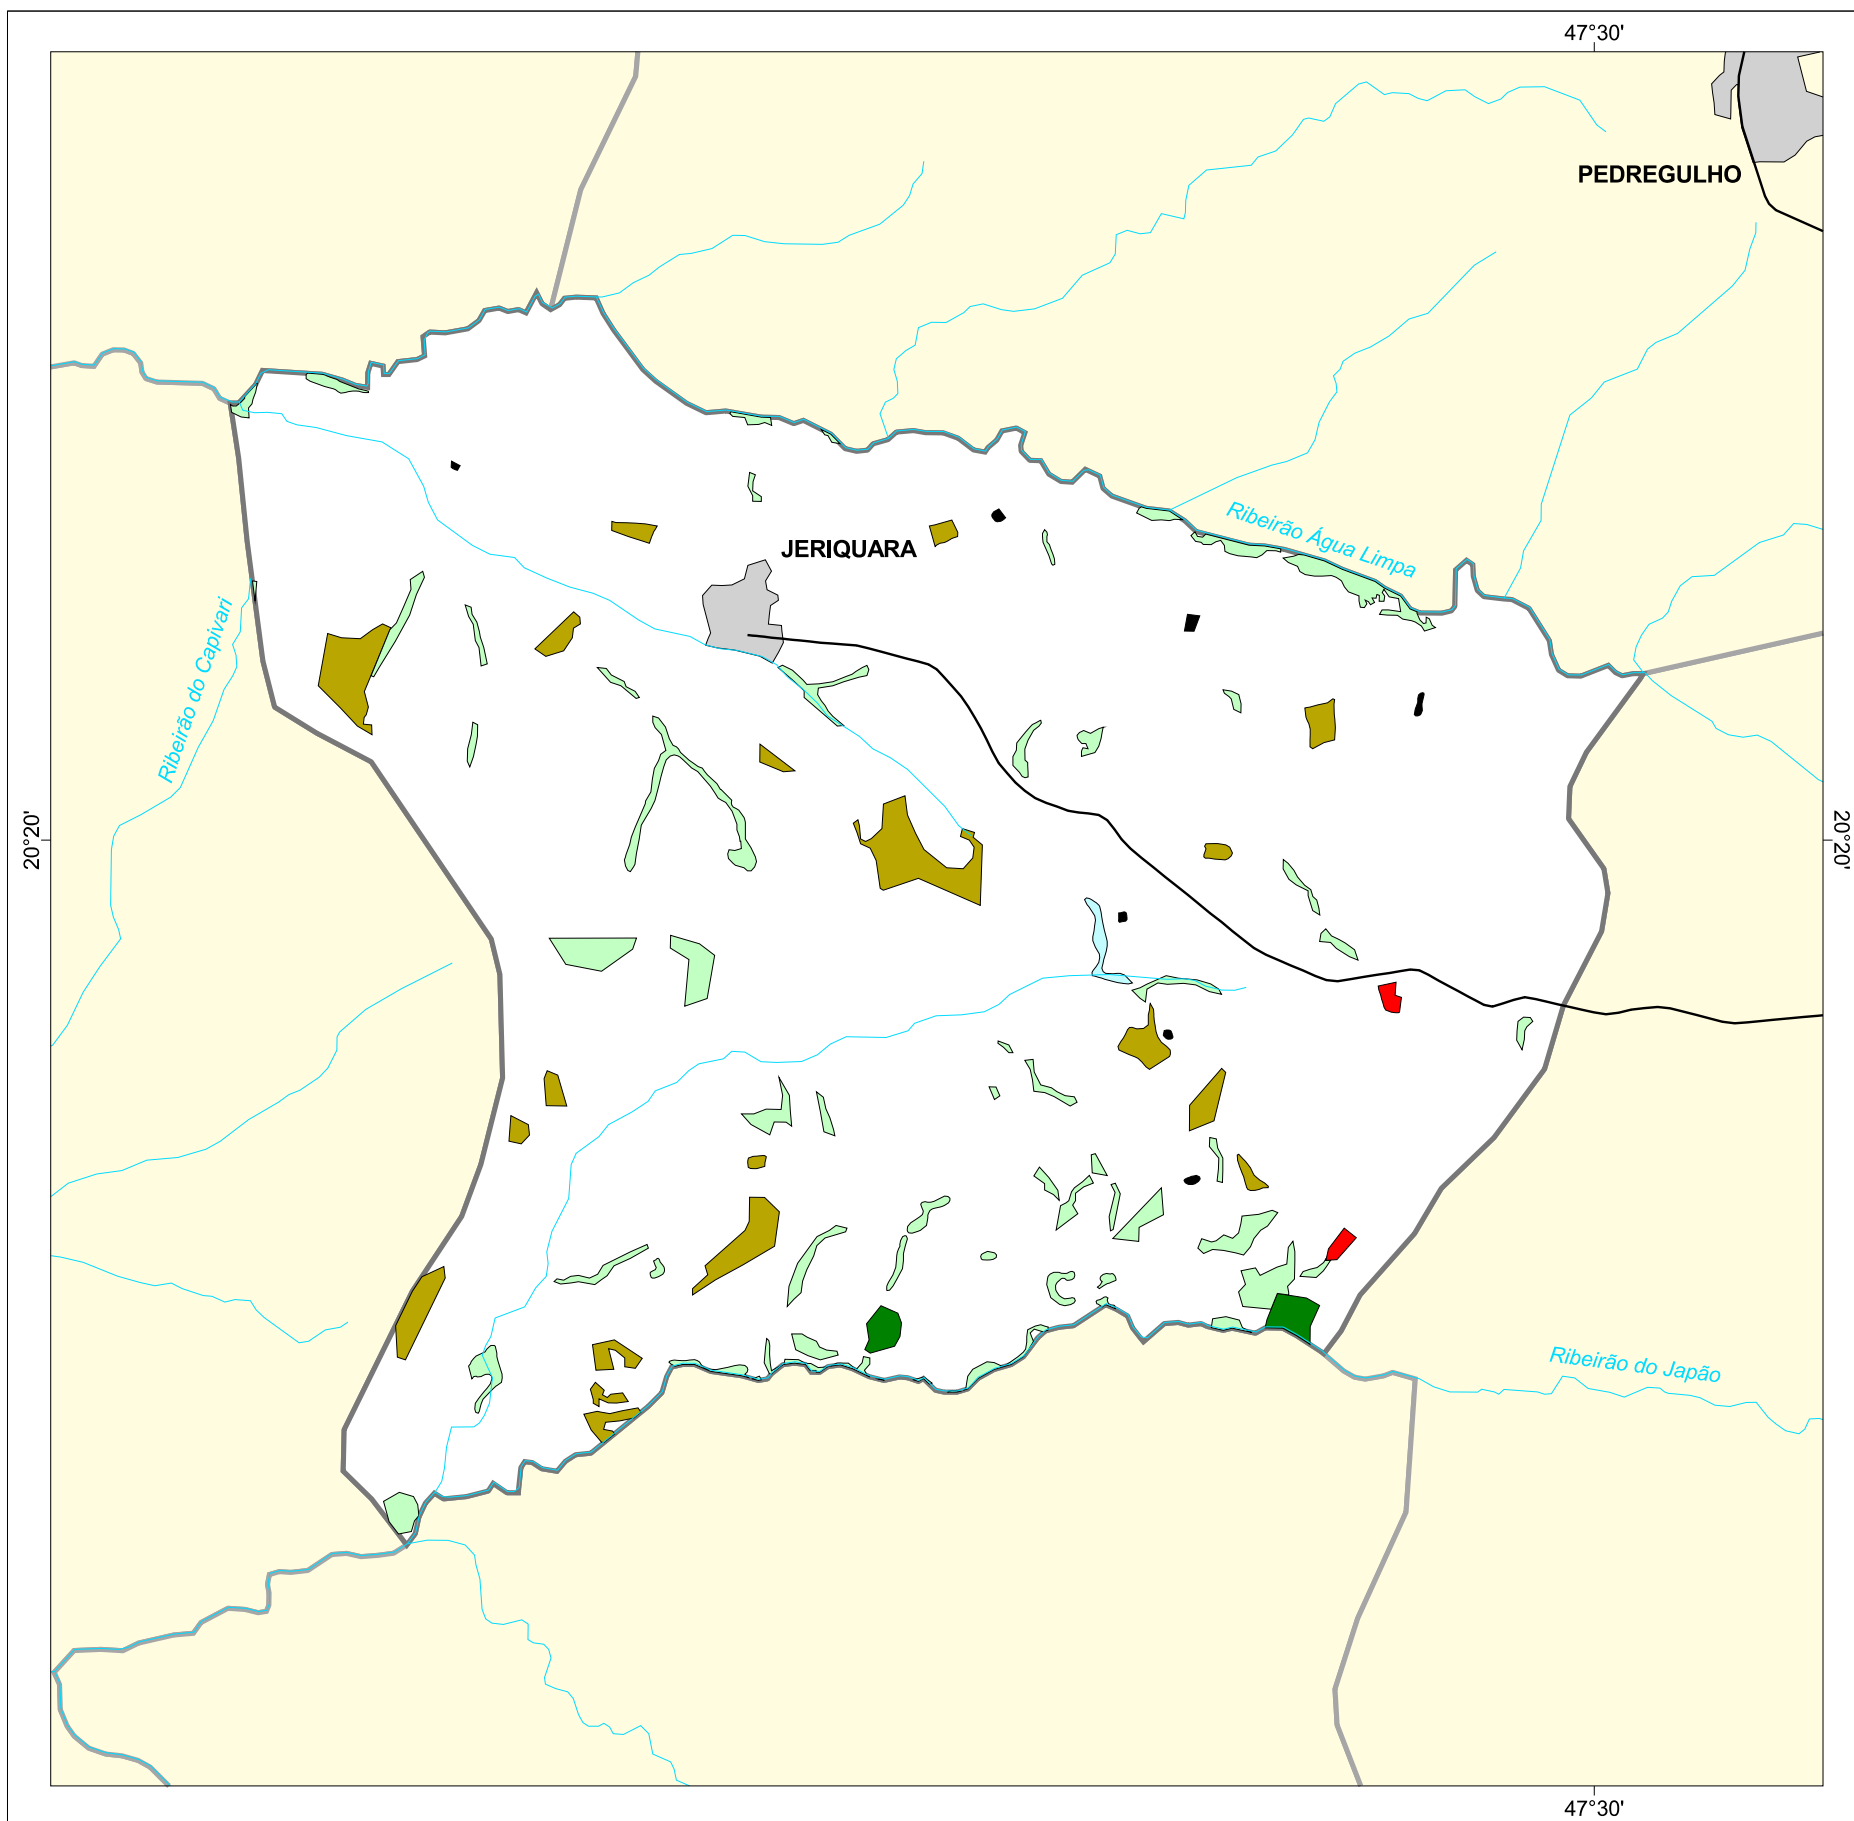 47°30'
PEDREGULHO
Ribeirão Água Limpa
JERIQUARA
Ribeirão do Capivari
20°20'
20°20'
Ribeirão do Japão
47°30'